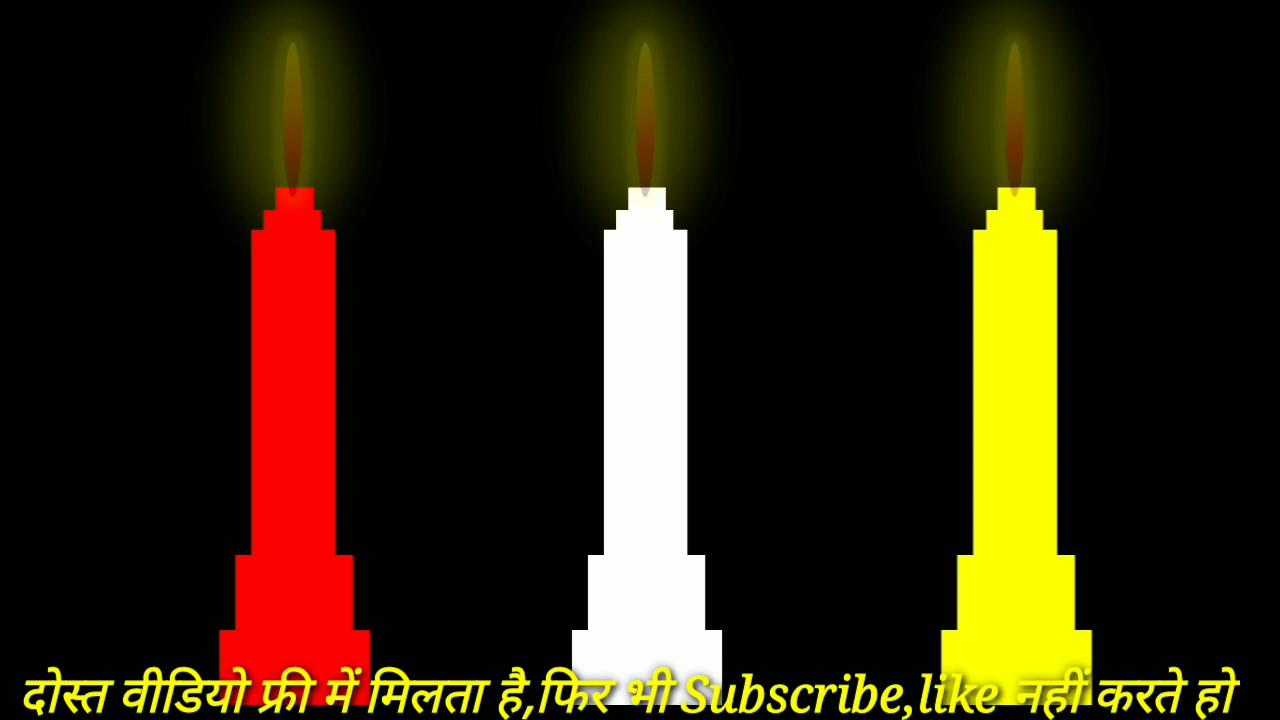 दोस्त वीडियो फ्री में मिलता है,फिर भी Subscribe,like नहीं करते हो